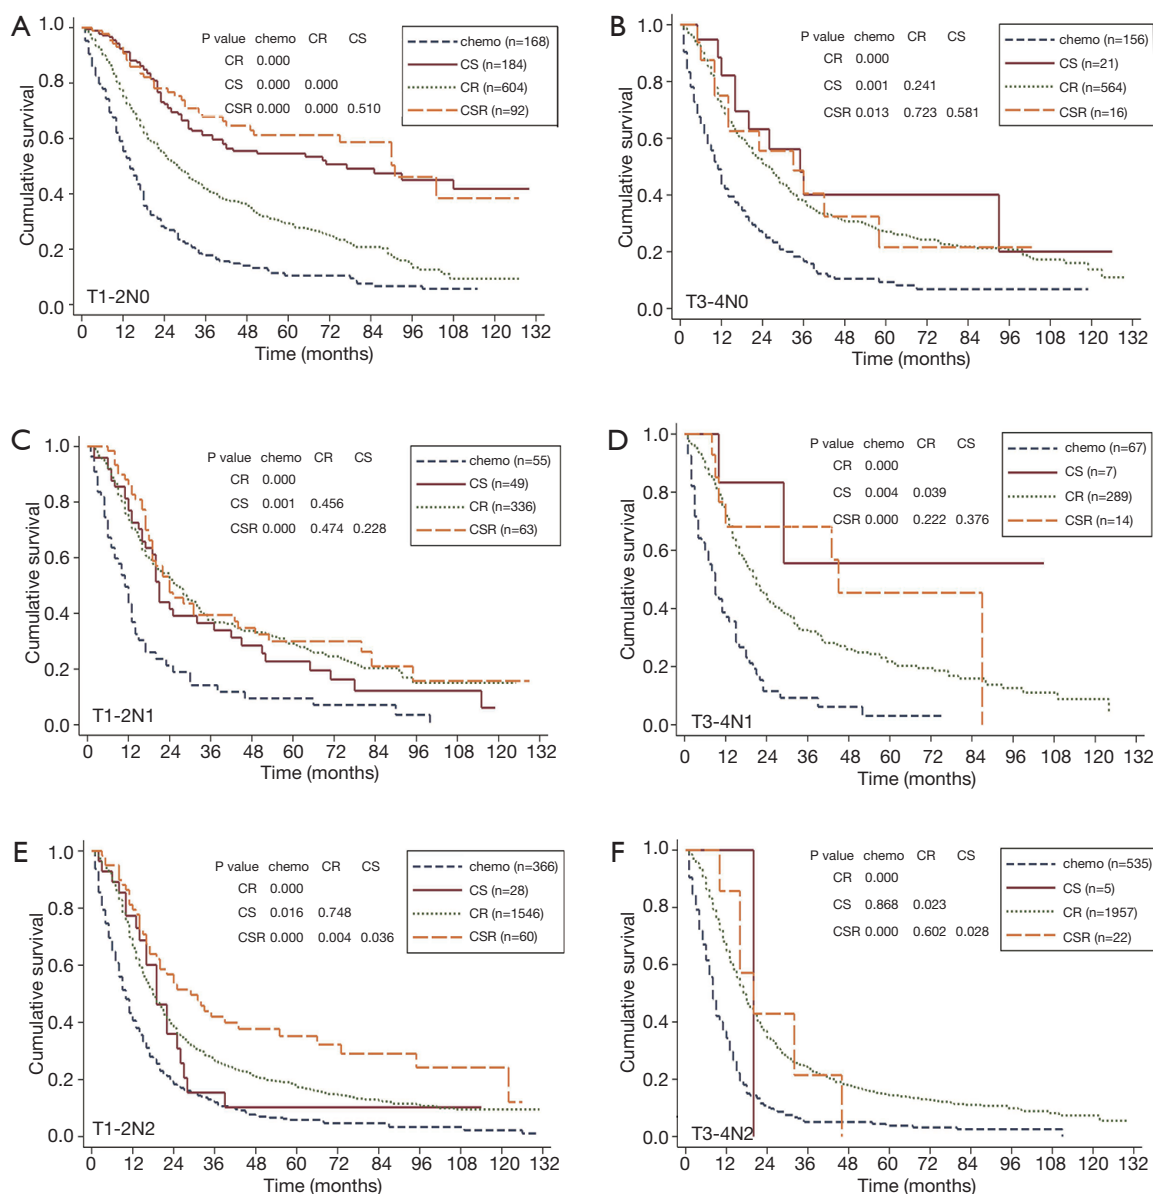 A
P value chemo CR CS
CR 0.000
CS 0.000 0.000
CSR 0.000 0.000 0.510
chemo (n=168)
CS (n=184)
CR (n=604)
CSR (n=92)
Cumulative survival
1.0
0.8
0.6
0.4
0.2
0.0
T1-2N0
0 12 24 36 48 60 72 84 96 108 120 132
Time (months)
B
P value chemo CR CS
CR 0.000
CS 0.001 0.241
CSR 0.013 0.723 0.581
chemo (n=156)
CS (n=21)
CR (n=564)
CSR (n=16)
Cumulative survival
1.0
0.8
0.6
0.4
0.2
0.0
T3-4N0
0 12 24 36 48 60 72 84 96 108 120 132
Time (months)
C
P value chemo CR CS
CR 0.000
CS 0.001 0.456
CSR 0.000 0.474 0.228
chemo (n=55)
CS (n=49)
CR (n=336)
CSR (n=63)
Cumulative survival
1.0
0.8
0.6
0.4
0.2
0.0
T1-2N1
0 12 24 36 48 60 72 84 96 108 120 132
Time (months)
D
P value chemo CR CS
CR 0.000
CS 0.004 0.039
CSR 0.000 0.222 0.376
chemo (n=67)
CS (n=7)
CR (n=289)
CSR (n=14)
Cumulative survival
1.0
0.8
0.6
0.4
0.2
0.0
T3-4N1
0 12 24 36 48 60 72 84 96 108 120 132
Time (months)
E
P value chemo CR CS
CR 0.000
CS 0.016 0.748
CSR 0.000 0.004 0.036
chemo (n=366)
CS (n=28)
CR (n=1546)
CSR (n=60)
Cumulative survival
1.0
0.8
0.6
0.4
0.2
0.0
T1-2N2
0 12 24 36 48 60 72 84 96 108 120 132
Time (months)
F
P value chemo CR CS
CR 0.000
CS 0.868 0.023
CSR 0.000 0.602 0.028
chemo (n=535)
CS (n=5)
CR (n=1957)
CSR (n=22)
Cumulative survival
1.0
0.8
0.6
0.4
0.2
0.0
T3-4N2
0 12 24 36 48 60 72 84 96 108 120 132
Time (months)